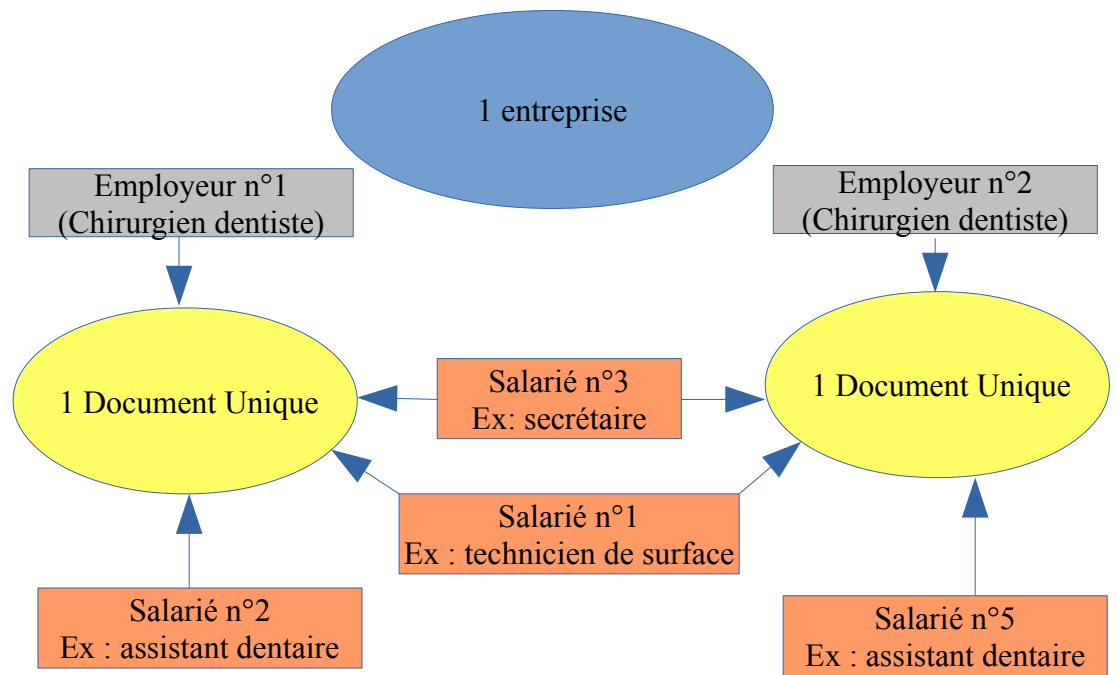 1 entreprise
Employeur n°1
(Chirurgien dentiste)
Employeur n°2
(Chirurgien dentiste)
1 Document Unique
Salarié n°3
Ex: secrétaire
1 Document Unique
Salarié n°1
Ex : technicien de surface
Salarié n°2
Ex : assistant dentaire
Salarié n°5
Ex : assistant dentaire